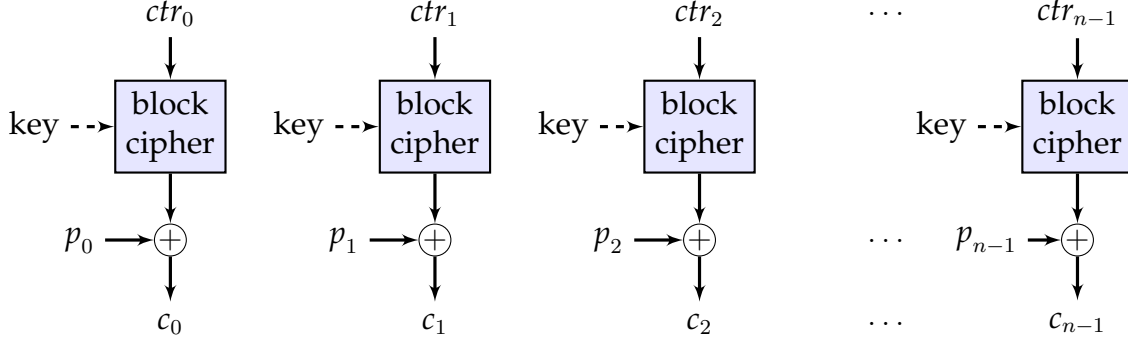 ctr₀ ctr₁ ctr₂ ⋯ ctrₙ₋₁
block block block block
key key key key
cipher cipher cipher cipher
p₀ + p₁ + p₂ + ⋯ pₙ₋₁ +
c₀ c₁ c₂ ⋯ cₙ₋₁